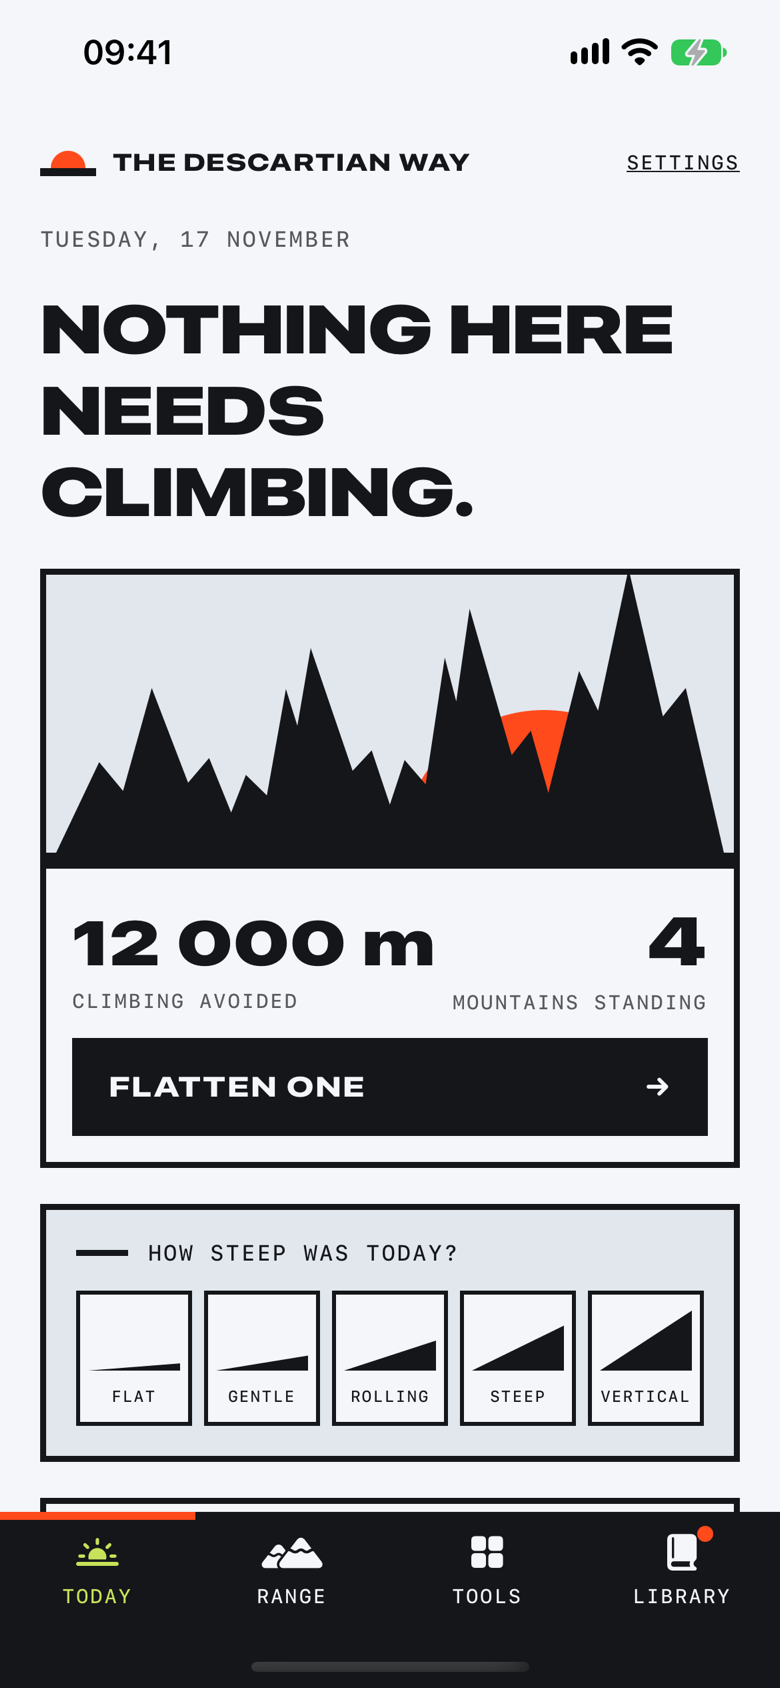 09:41
THE DESCARTIAN WAY
SETTINGS
TUESDAY, 17 NOVEMBER
NOTHING HERE
NEEDS
CLIMBING.
12 000 m
4
CLIMBING AVOIDED
MOUNTAINS STANDING
FLATTEN ONE →
HOW STEEP WAS TODAY?
FLAT
GENTLE
ROLLING
STEEP
VERTICAL
TODAY
RANGE
TOOLS
LIBRARY